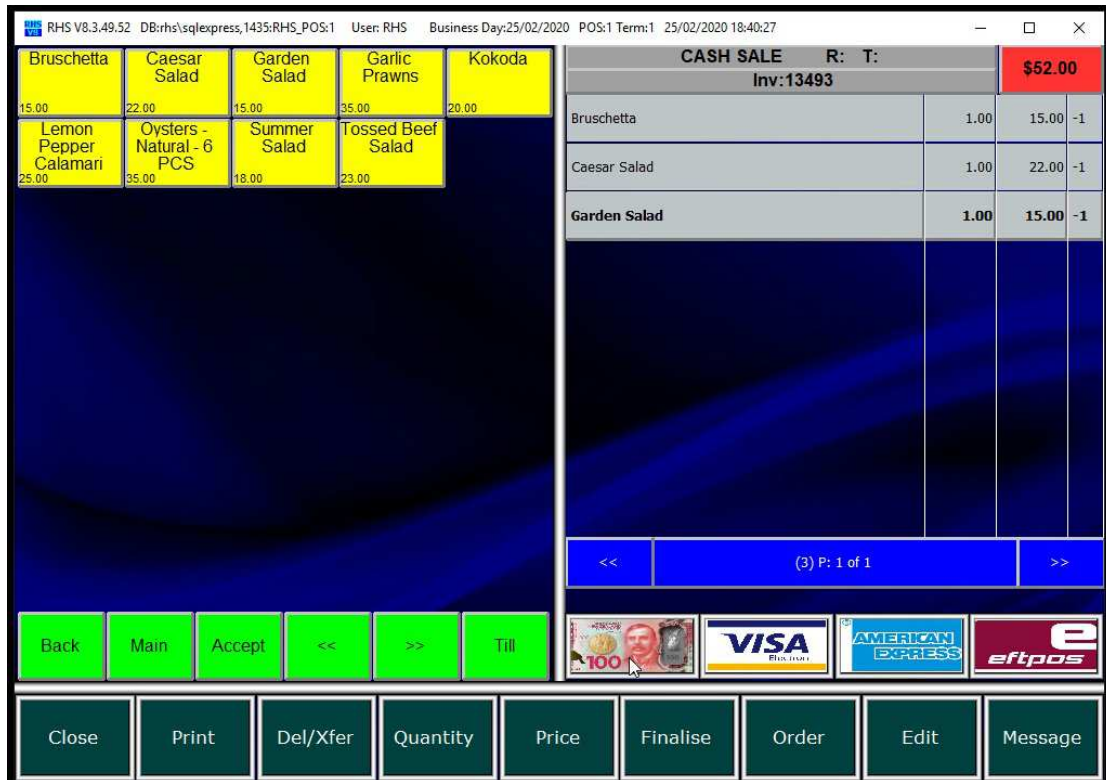 RHS V8.3.49.52 DB:rhs\sqlexpress,1435:RHS_POS:1 User: RHS Business Day:25/02/2020 POS:1 Term:1 25/02/2020 18:40:27
Bruschetta
15.00
Caesar
Salad
22.00
Garden
Salad
15.00
Garlic
Prawns
35.00
Kokoda
20.00
Lemon
Pepper
Calamari
25.00
Oysters -
Natural - 6
PCS
35.00
Summer
Salad
18.00
Tossed Beef
Salad
23.00
CASH SALE R: T:
Inv:13493
$52.00
Bruschetta 1.00 15.00 -1
Caesar Salad 1.00 22.00 -1
Garden Salad 1.00 15.00 -1
<< (3) P: 1 of 1 >>
Back Main Accept << >> Till
100
VISA
Electron
AMERICAN
EXPRESS
e
eftpos
Close Print Del/Xfer Quantity Price Finalise Order Edit Message